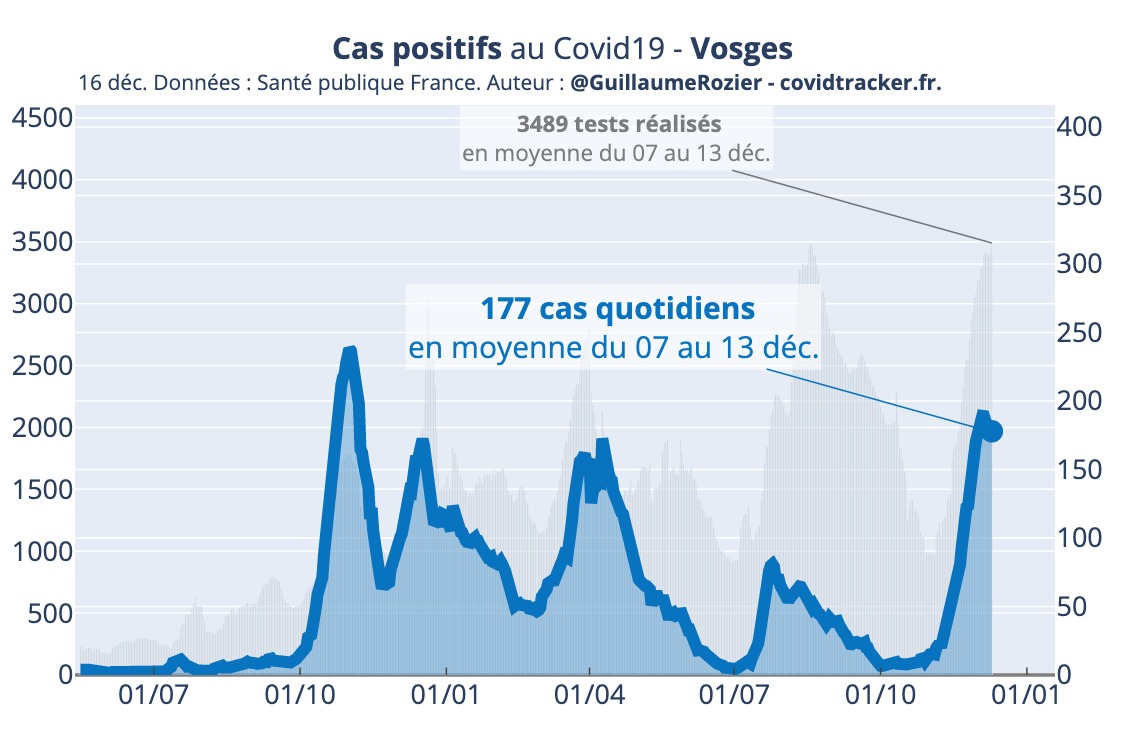 Cas positifs au Covid19 - Vosges
16 déc. Données : Santé publique France. Auteur : @GuillaumeRozier - covidtracker.fr.
4500
4000
3500
3000
2500
2000
1500
1000
500
0
3489 tests réalisés
en moyenne du 07 au 13 déc.
177 cas quotidiens
en moyenne du 07 au 13 déc.
400
350
300
250
200
150
100
50
0
01/07 01/10 01/01 01/04 01/07 01/10 01/01